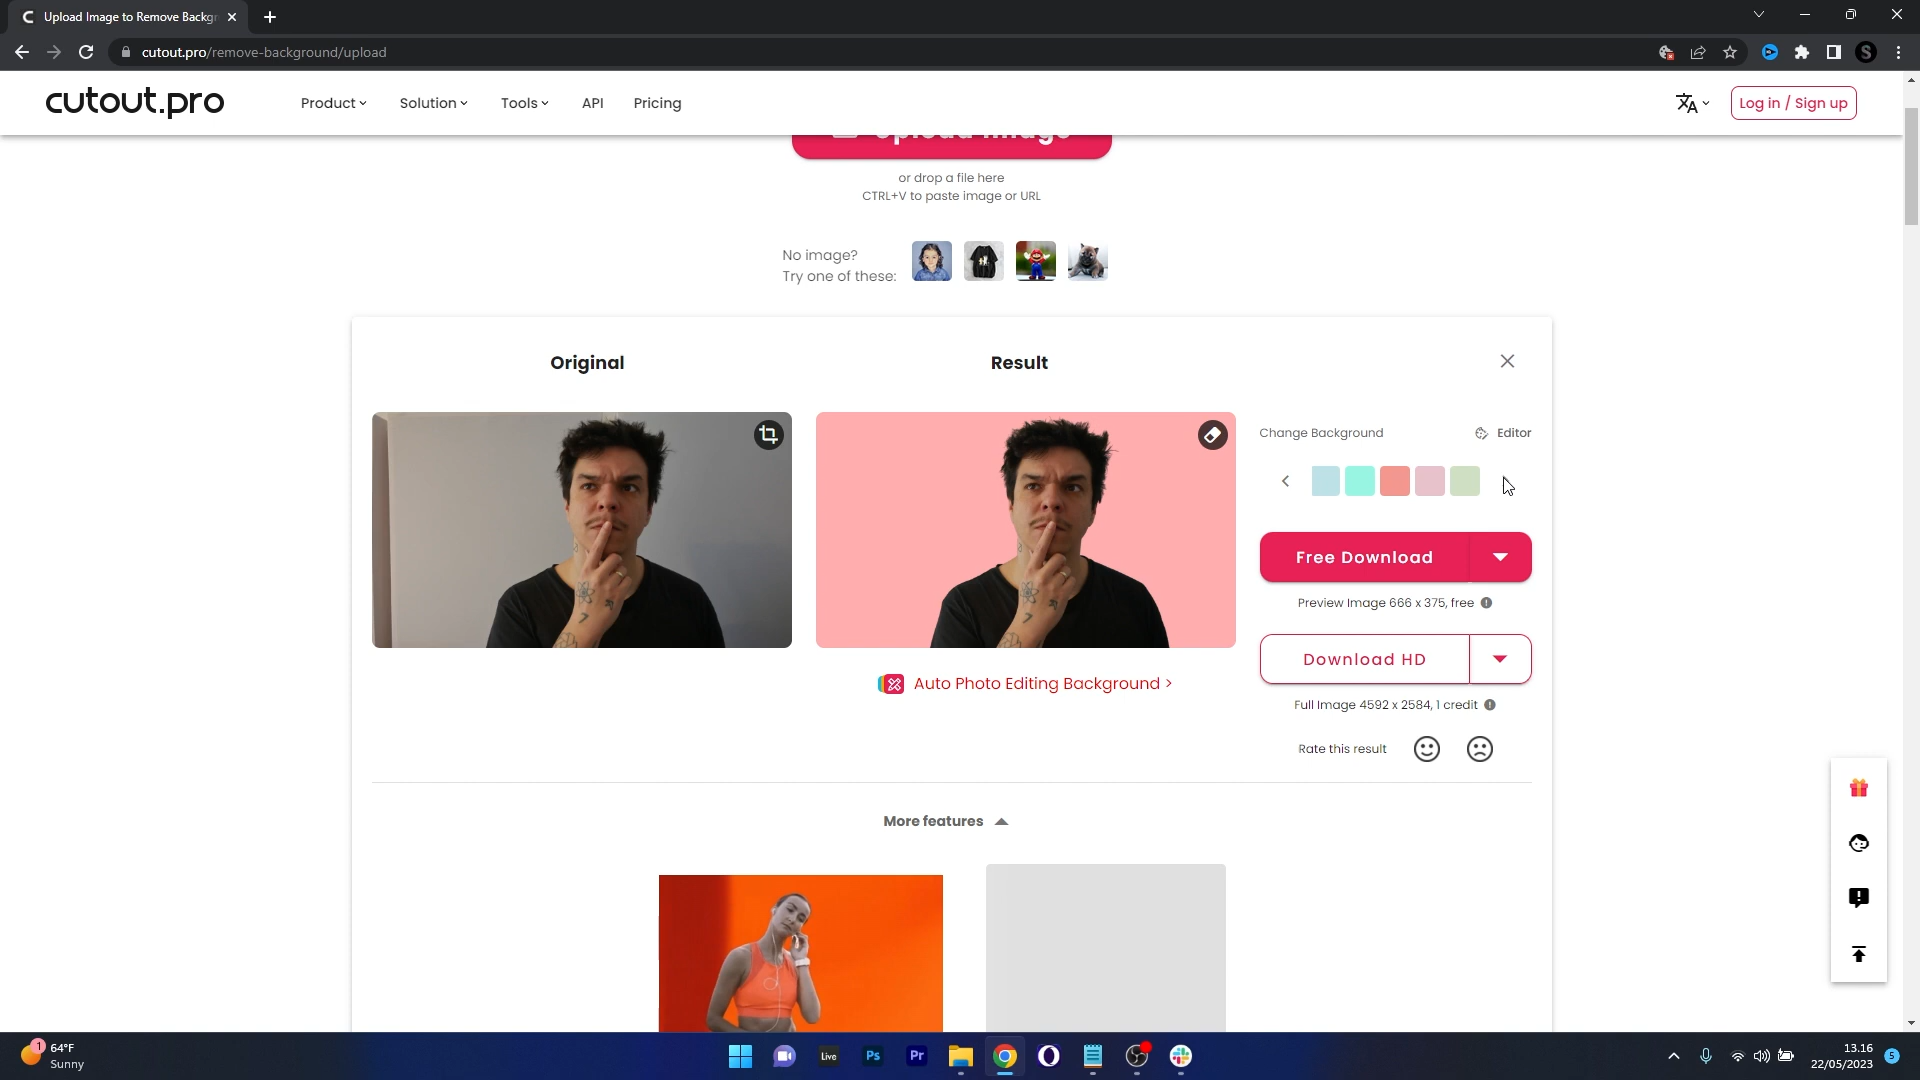 Upload Image to Remove Backgr
cutout.pro/remove-background/upload
S
cutout.pro
Product
Solution
Tools
API
Pricing
Log in / Sign up
Upload Image
or drop a file here
CTRL+V to paste image or URL
No image?
Try one of these:
Original
Result
Change Background
Editor
Free Download
Preview Image 666 x 375, free
Download HD
Full Image 4592 x 2584, 1 credit
Rate this result
Auto Photo Editing Background >
More features
1
64°F
Sunny
Live
Ps
Pr
13.16
22/05/2023
5